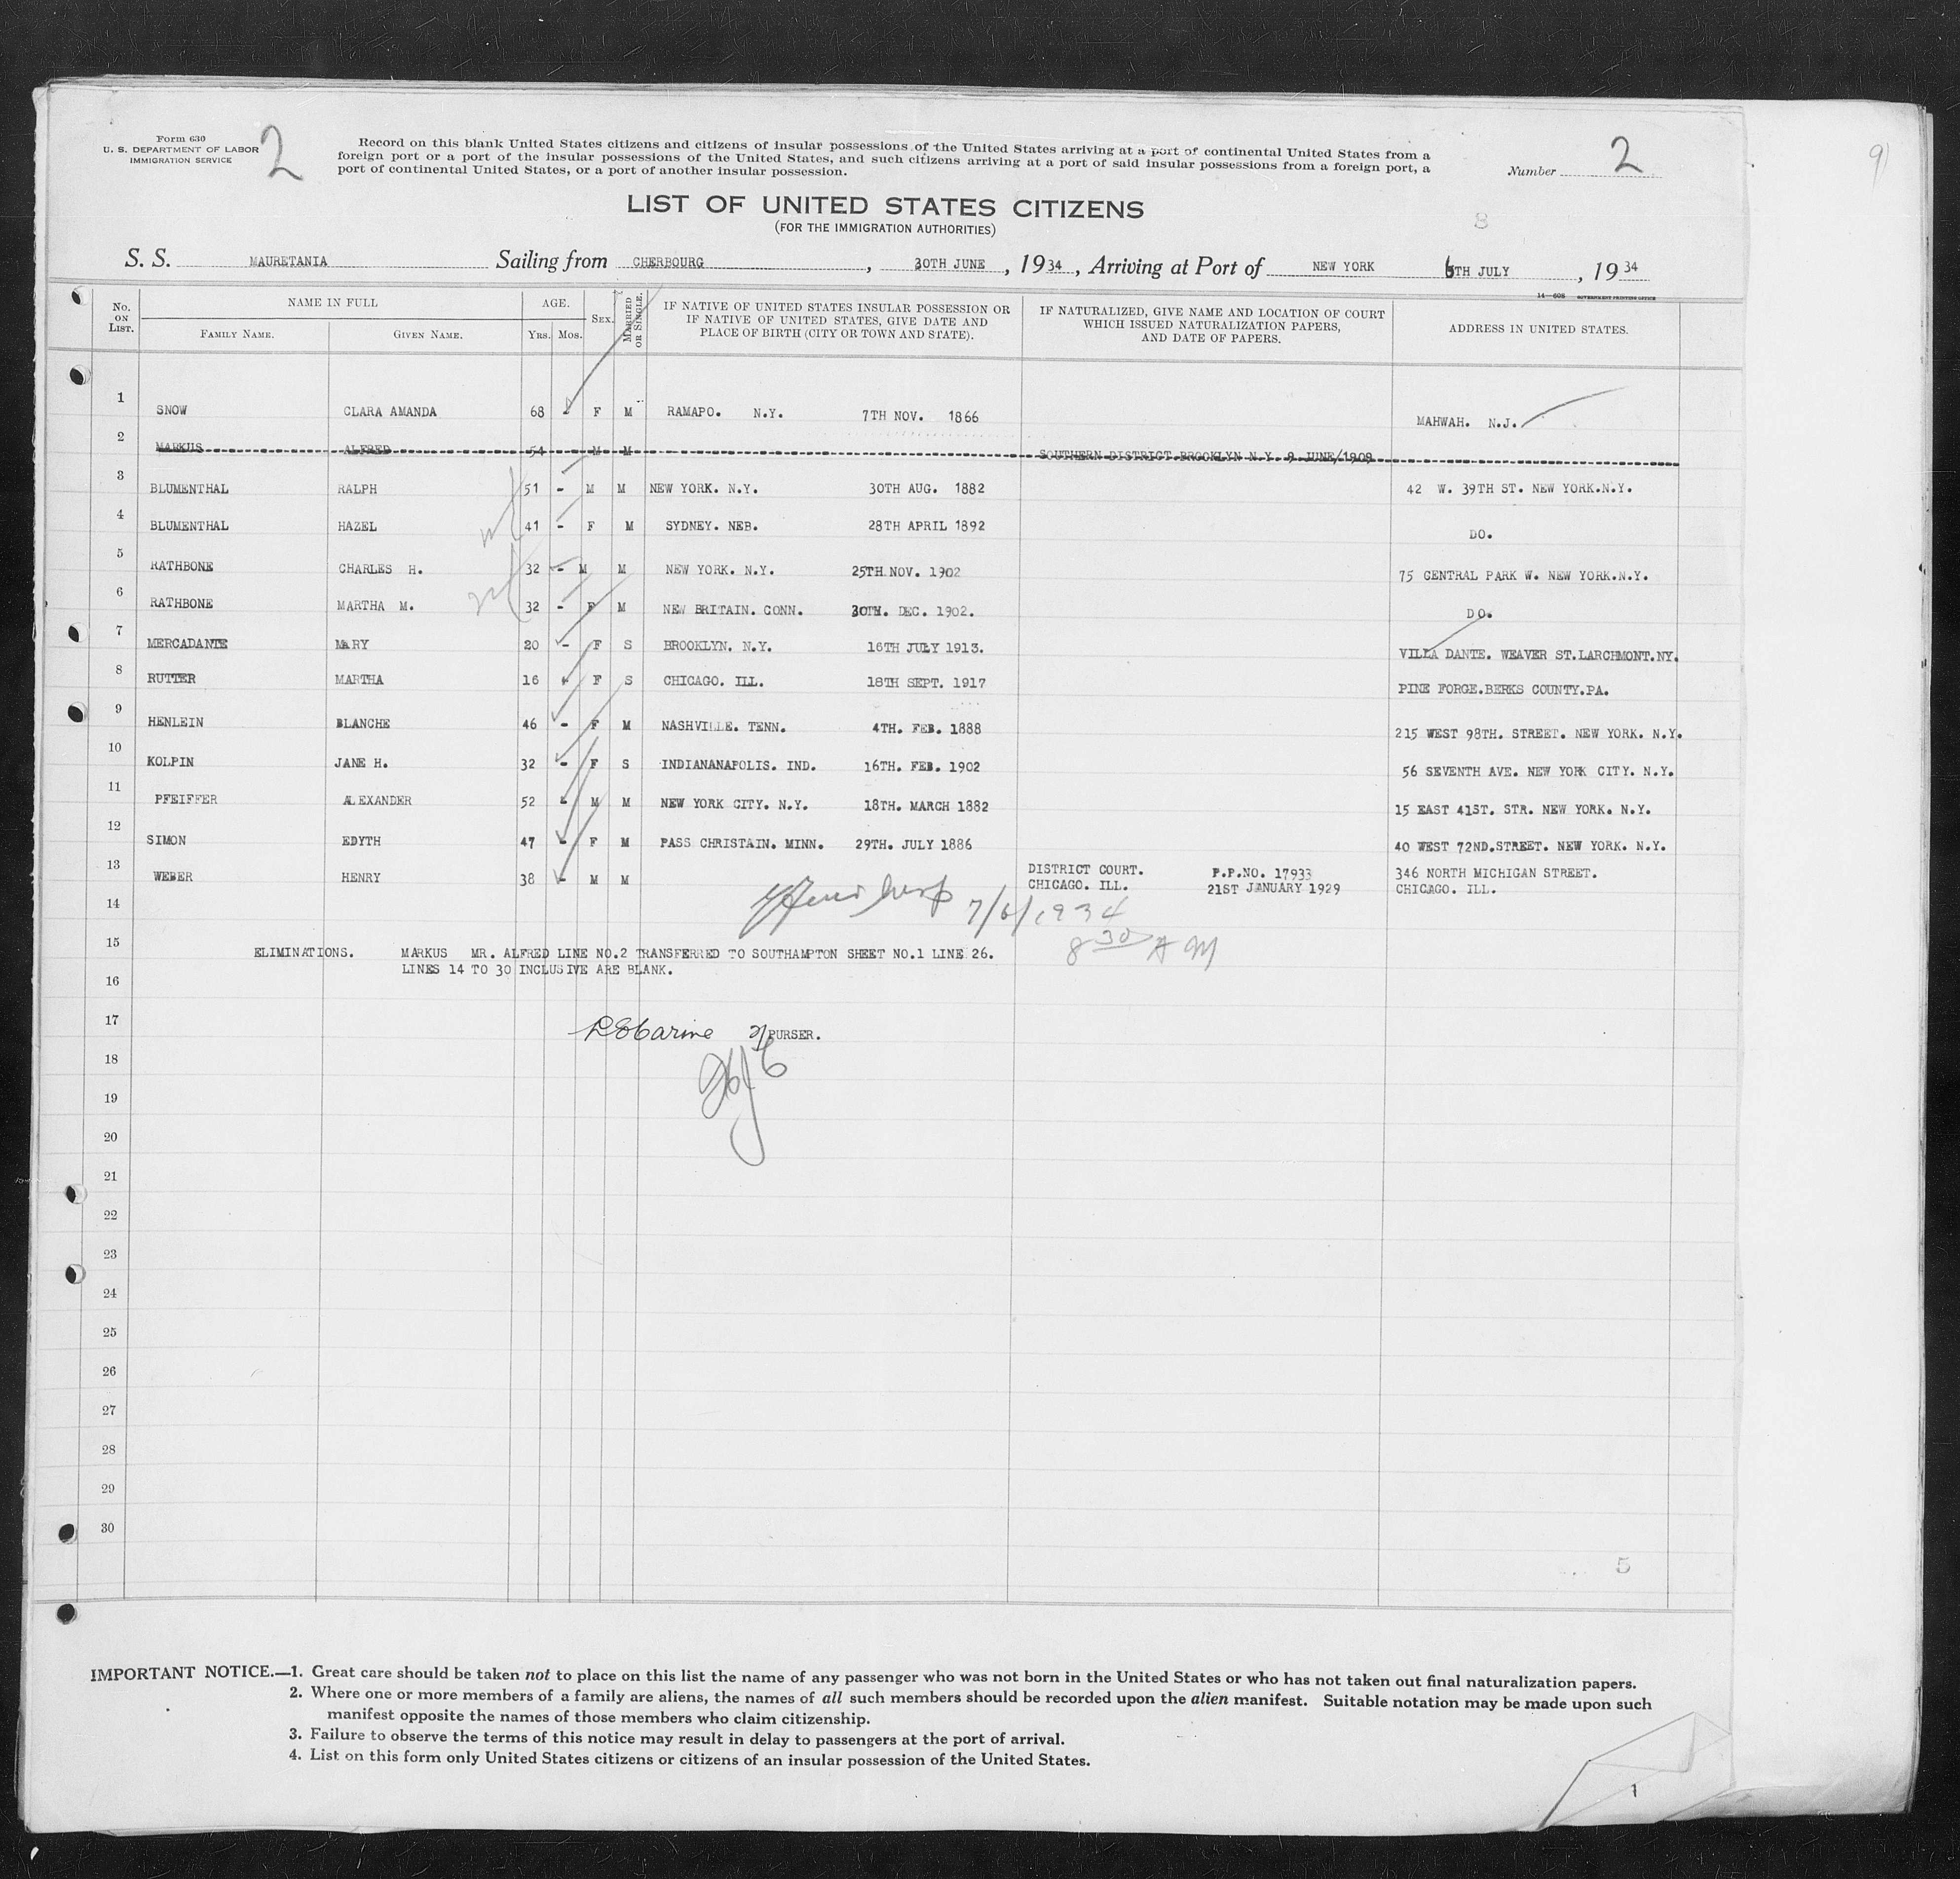 Form 630
U. S. DEPARTMENT OF LABOR
IMMIGRATION SERVICE
2
Record on this blank United States citizens and citizens of insular possessions of the United States arriving at a port of continental United States from a
foreign port or a port of the insular possessions of the United States, and such citizens arriving at a port of said insular possessions from a foreign port, a
port of continental United States, or a port of another insular possession.
Number 2
9
LIST OF UNITED STATES CITIZENS
(FOR THE IMMIGRATION AUTHORITIES)
8
S. S. MAURETANIA Sailing from CHERBOURG, 30TH JUNE, 1934, Arriving at Port of NEW YORK 6TH JULY, 1934
14—608 GOVERNMENT PRINTING OFFICE
No. ON LIST. NAME IN FULL FAMILY NAME. GIVEN NAME. AGE. Yrs. Mos. SEX. MARRIED OR SINGLE. IF NATIVE OF UNITED STATES INSULAR POSSESSION OR IF NATIVE OF UNITED STATES, GIVE DATE AND PLACE OF BIRTH (CITY OR TOWN AND STATE). IF NATURALIZED, GIVE NAME AND LOCATION OF COURT WHICH ISSUED NATURALIZATION PAPERS, AND DATE OF PAPERS. ADDRESS IN UNITED STATES.
1 SNOW CLARA AMANDA 68 - F M RAMAPO. N.Y. 7TH NOV. 1866 MAHWAH. N.J.
2 MARKUS ALFRED 54 M M SOUTHERN DISTRICT BROOKLYN N.Y. 9 JUNE/1909
3 BLUMENTHAL RALPH 51 - M M NEW YORK. N.Y. 30TH AUG. 1882 42 W. 39TH ST. NEW YORK.N.Y.
4 BLUMENTHAL HAZEL 41 - F M SYDNEY. NEB. 28TH APRIL 1892 DO.
5 RATHBONE CHARLES H. 32 - M M NEW YORK. N.Y. 25TH NOV. 1902 75 CENTRAL PARK W. NEW YORK.N.Y.
6 RATHBONE MARTHA M. 32 - F M NEW BRITAIN. CONN. 30TH. DEC. 1902. DO.
7 MERCADANTE MARY 20 - F S BROOKLYN. N.Y. 16TH JULY 1913. VILLA DANTE. WEAVER ST.LARCHMONT.NY.
8 RUTTER MARTHA 16 - F S CHICAGO. ILL. 18TH SEPT. 1917 PINE FORGE.BERKS COUNTY.PA.
9 HENLEIN BLANCHE 46 - F M NASHVILLE. TENN. 4TH. FEB. 1888 215 WEST 98TH. STREET. NEW YORK. N.Y.
10 KOLPIN JANE H. 32 - F S INDIANANAPOLIS. IND. 16TH. FEB. 1902 56 SEVENTH AVE. NEW YORK CITY. N.Y.
11 PFEIFFER ALEXANDER 52 - M M NEW YORK CITY. N.Y. 18TH. MARCH 1882 15 EAST 41ST. STR. NEW YORK. N.Y.
12 SIMON EDYTH 47 - F M PASS CHRISTAIN. MINN. 29TH. JULY 1886 40 WEST 72ND.STREET. NEW YORK. N.Y.
13 WEBER HENRY 38 - M M DISTRICT COURT. P.P.NO. 17933 346 NORTH MICHIGAN STREET.
CHICAGO. ILL. 21ST JANUARY 1929 CHICAGO. ILL.
14 7/6/1934
8 30 AM
15 ELIMINATIONS. MARKUS MR. ALFRED LINE NO.2 TRANSFERRED TO SOUTHAMPTON SHEET NO.1 LINE 26.
LINES 14 TO 30 INCLUSIVE ARE BLANK.
16
17 PURSER.
18
19
20
21
22
23
24
25
26
27
28
29
30
5
IMPORTANT NOTICE.—1. Great care should be taken not to place on this list the name of any passenger who was not born in the United States or who has not taken out final naturalization papers.
2. Where one or more members of a family are aliens, the names of all such members should be recorded upon the alien manifest. Suitable notation may be made upon such
manifest opposite the names of those members who claim citizenship.
3. Failure to observe the terms of this notice may result in delay to passengers at the port of arrival.
4. List on this form only United States citizens or citizens of an insular possession of the United States.
1